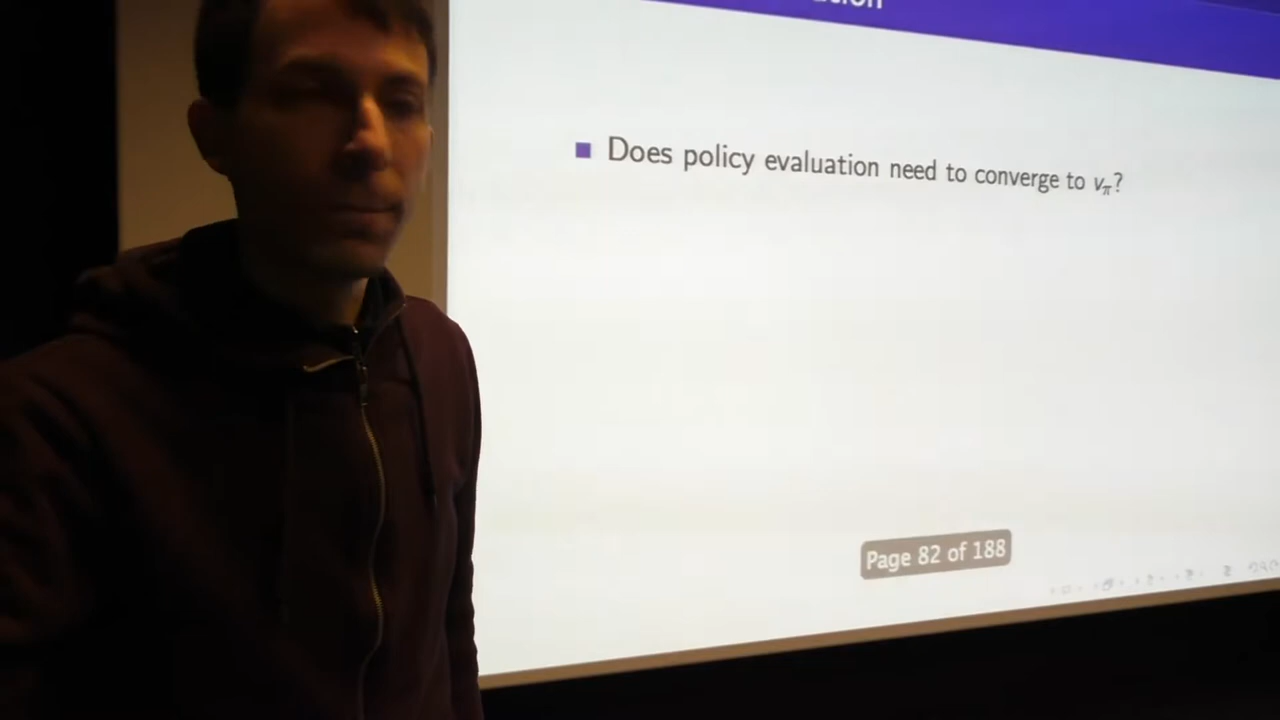 Does policy evaluation need to converge to vπ?
Page 82 of 188